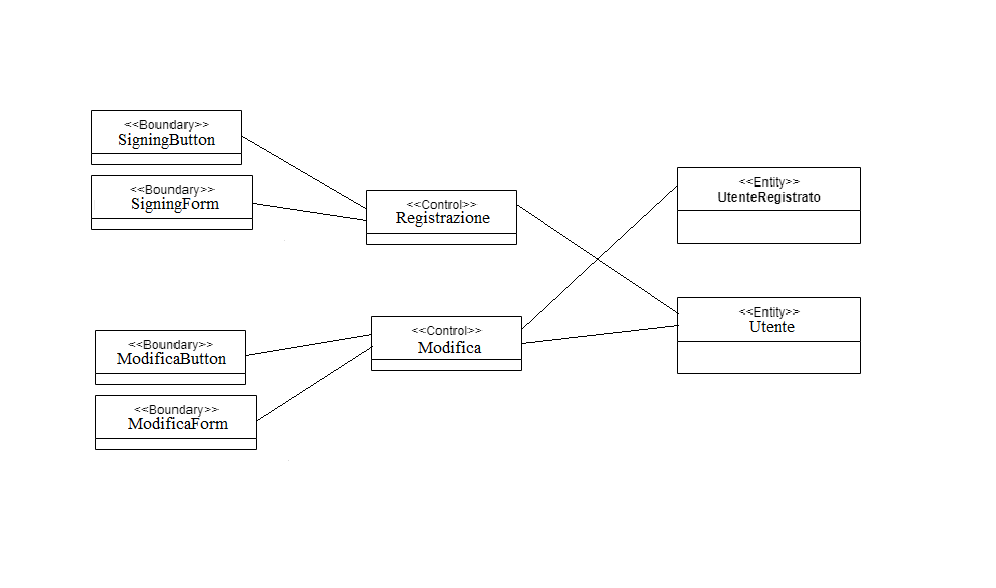 <<Boundary>>
SigningButton
<<Boundary>>
SigningForm
<<Control>>
Registrazione
<<Entity>>
UtenteRegistrato
<<Boundary>>
ModificaButton
<<Boundary>>
ModificaForm
<<Control>>
Modifica
<<Entity>>
Utente